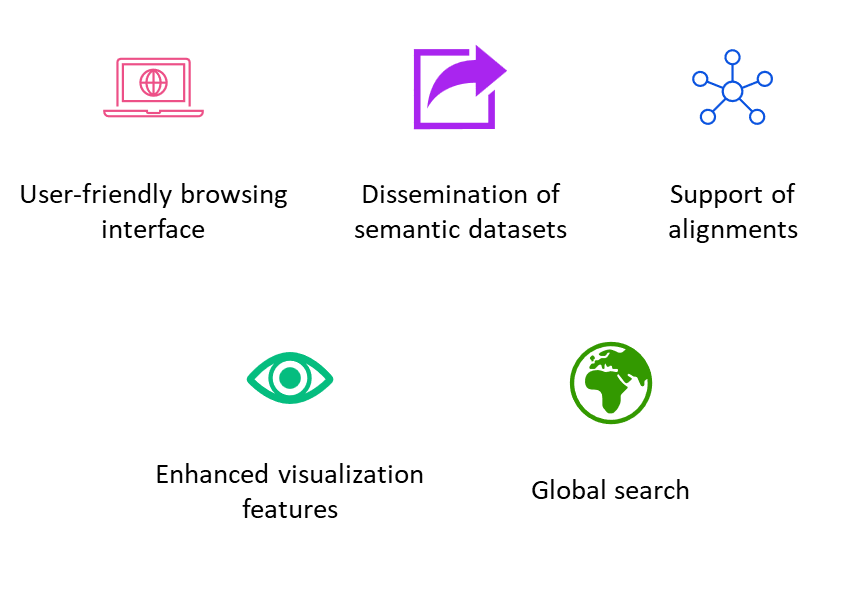 User-friendly browsing
interface
Dissemination of
semantic datasets
Support of
alignments
Enhanced visualization
features
Global search